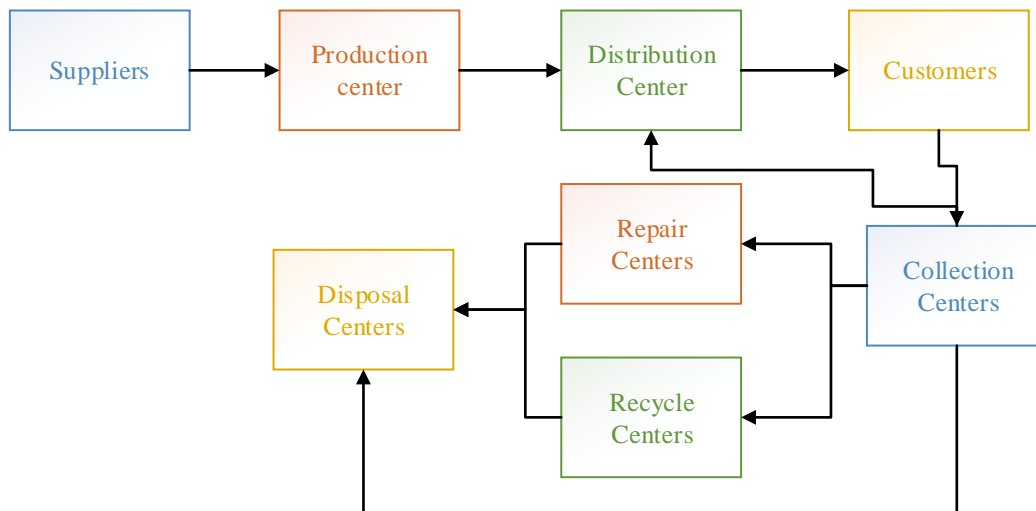 Suppliers
Production
center
Distribution
Center
Customers
Repair
Centers
Collection
Centers
Disposal
Centers
Recycle
Centers